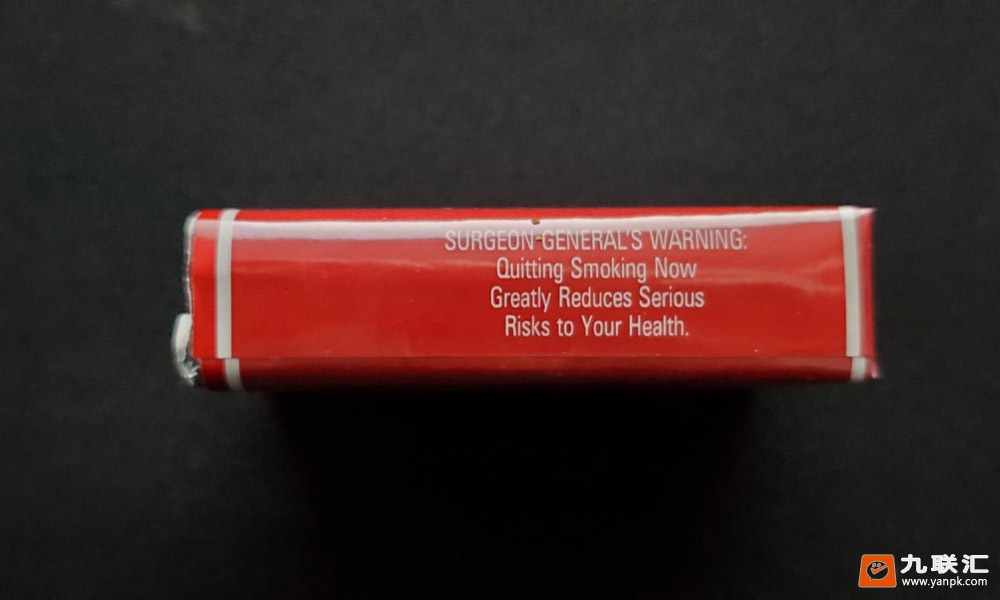 SURGEON GENERAL'S WARNING:
Quitting Smoking Now
Greatly Reduces Serious
Risks to Your Health.
九联汇
www.yanpk.com